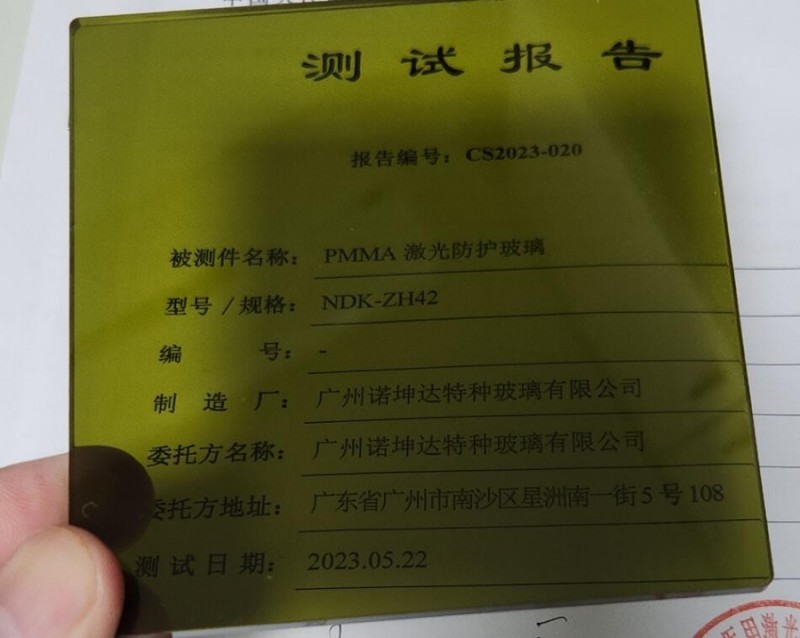 测试报告
报告编号：CS2023-020
被测件名称：PMMA 激光防护玻璃
型号/规格：NDK-ZH42
编号：-
制造厂：广州诺坤达特种玻璃有限公司
委托方名称：广州诺坤达特种玻璃有限公司
委托方地址：广东省广州市南沙区星洲南一街5号108
测试日期：2023.05.22